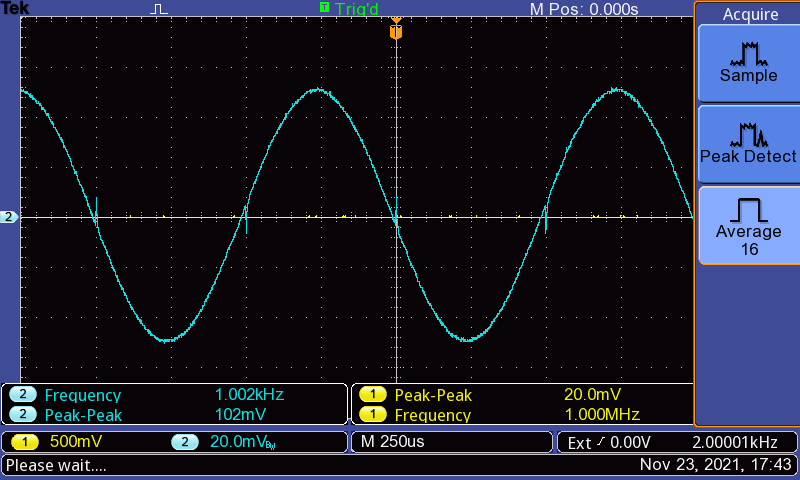 Tek T Trig'd M Pos: 0.000s
Acquire
T
Sample
Peak Detect
Average
16
2
2 Frequency 1.002kHz
2 Peak-Peak 102mV
1 Peak-Peak 20.0mV
1 Frequency 1.000MHz
1 500mV 2 20.0mVBW M 250us Ext 0.00V 2.00001kHz
Please wait.... Nov 23, 2021, 17:43